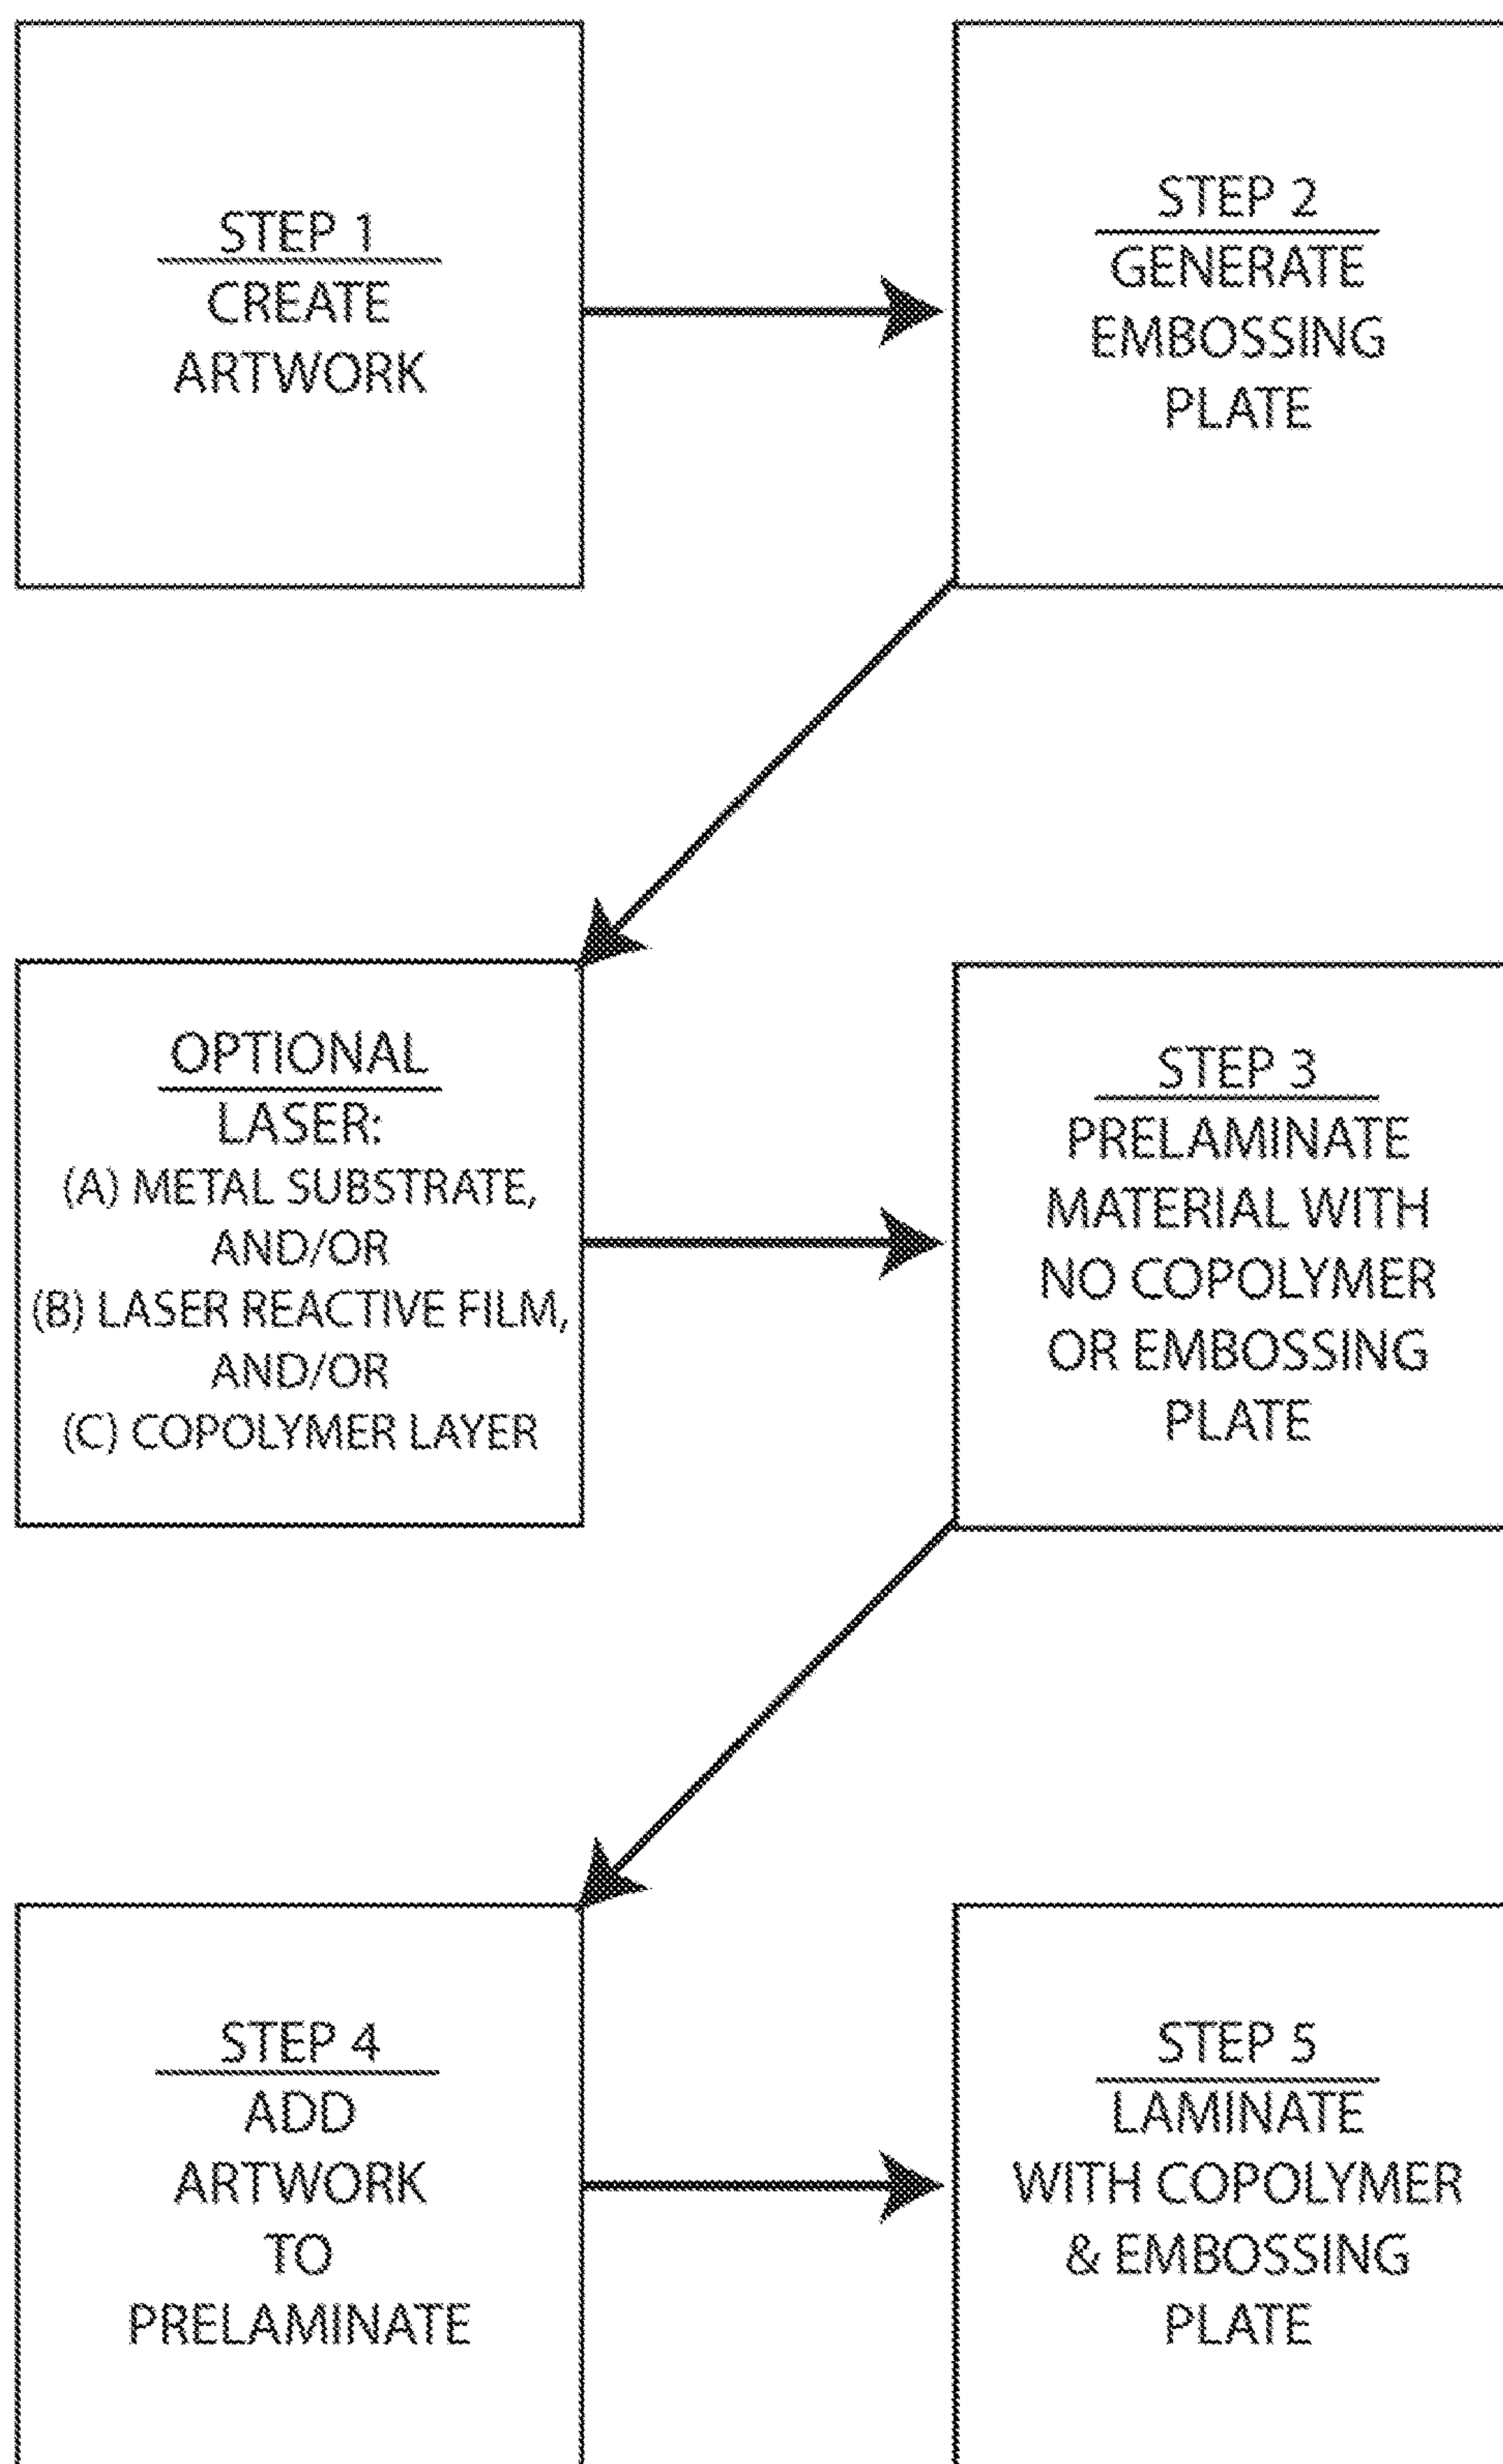 STEP 1
CREATE
ARTWORK
STEP 2
GENERATE
EMBOSSING
PLATE
OPTIONAL
LASER:
(A) METAL SUBSTRATE,
AND/OR
(B) LASER REACTIVE FILM,
AND/OR
(C) COPOLYMER LAYER
STEP 3
PRELAMINATE
MATERIAL WITH
NO COPOLYMER
OR EMBOSSING
PLATE
STEP 4
ADD
ARTWORK
TO
PRELAMINATE
STEP 5
LAMINATE
WITH COPOLYMER
& EMBOSSING
PLATE